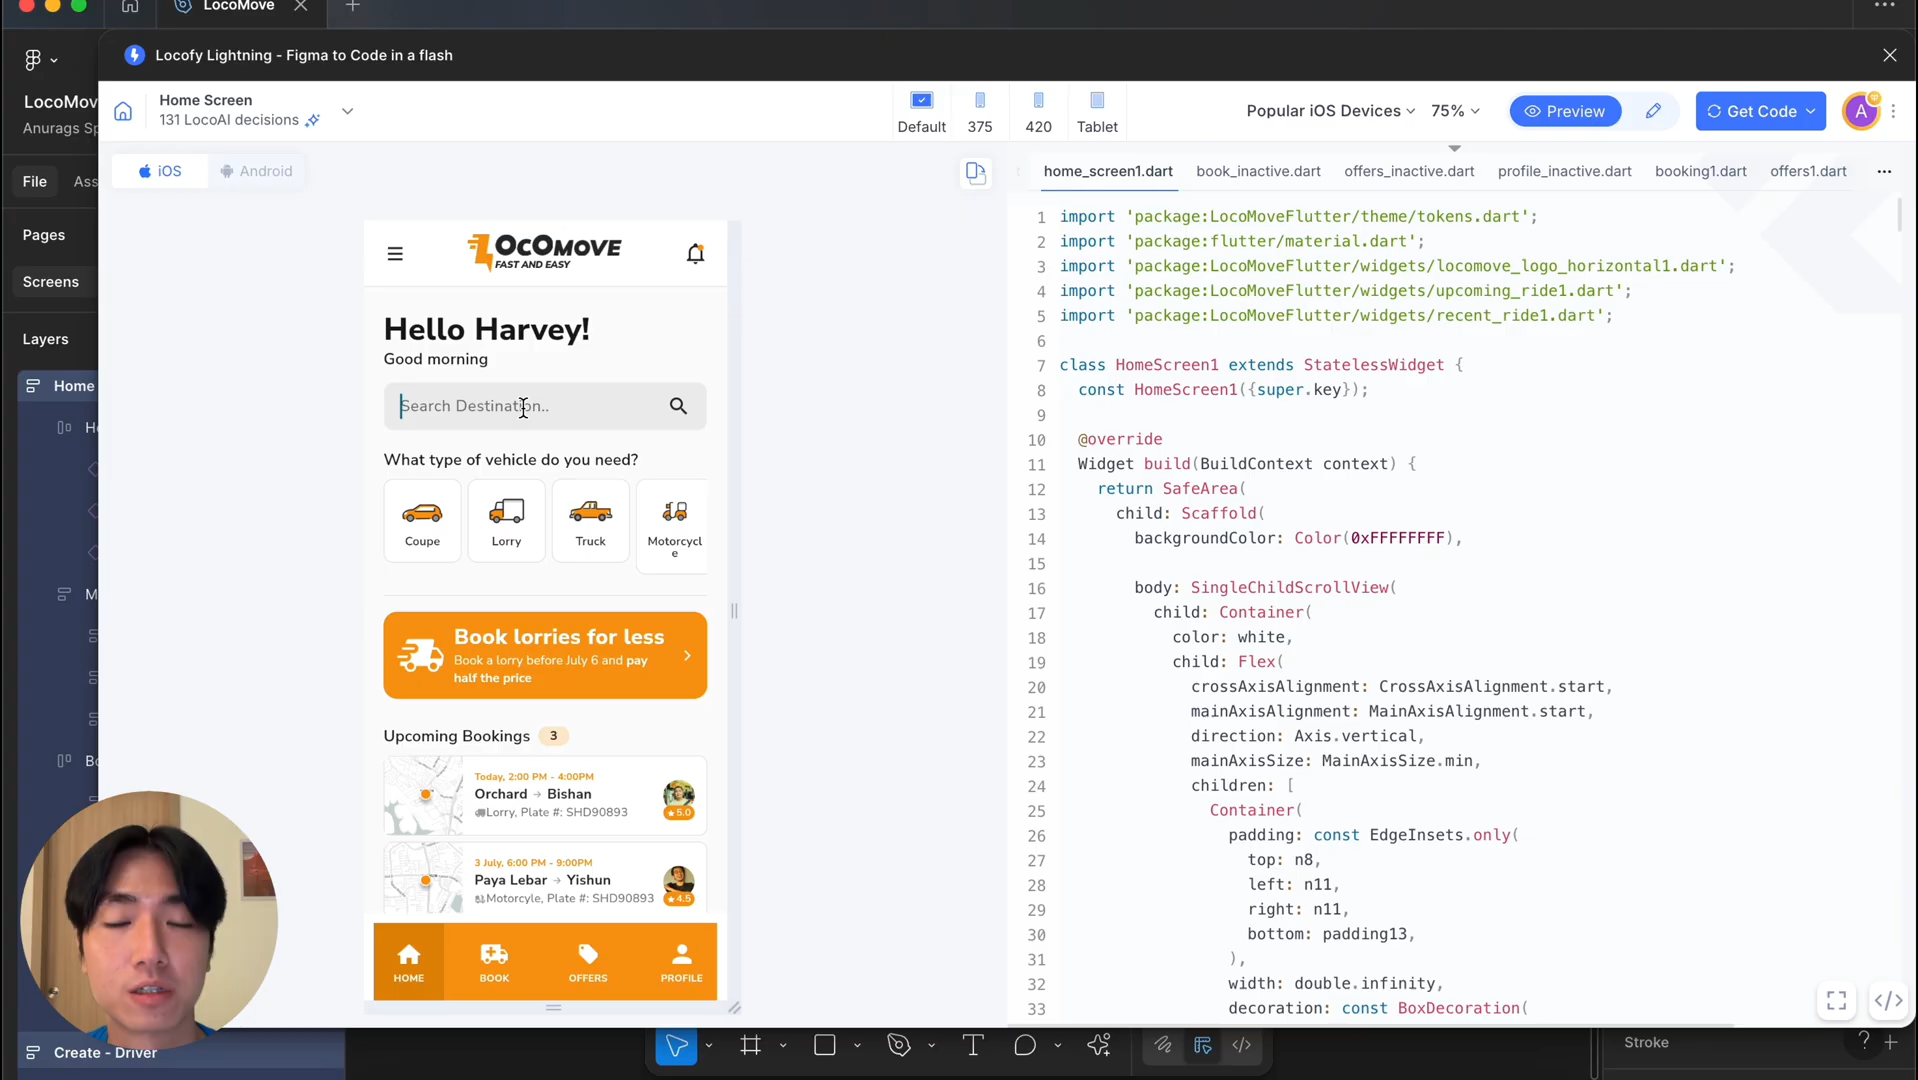 LocoMove
Locofy Lightning - Figma to Code in a flash
LocoMov
Anurags Sp
File
Ass
Pages
Screens
Layers
Home
H
M
B
Create - Driver
Home Screen
131 LocoAI decisions
Default
375
420
Tablet
Popular iOS Devices
75%
Preview
Get Code
A
iOS
Android
LOCOMOVE
FAST AND EASY
Hello Harvey!
Good morning
Search Destination..
What type of vehicle do you need?
Coupe
Lorry
Truck
Motorcycl
e
Book lorries for less
Book a lorry before July 6 and pay
half the price
Upcoming Bookings 3
Today, 2:00 PM - 4:00PM
Orchard → Bishan
Lorry, Plate #: SHD90893
5.0
3 July, 6:00 PM - 9:00PM
Paya Lebar → Yishun
Motorcyle, Plate #: SHD90893
4.5
HOME
BOOK
OFFERS
PROFILE
home_screen1.dart
book_inactive.dart
offers_inactive.dart
profile_inactive.dart
booking1.dart
offers1.dart
1 import 'package:LocoMoveFlutter/theme/tokens.dart';
2 import 'package:flutter/material.dart';
3 import 'package:LocoMoveFlutter/widgets/locomove_logo_horizontal1.dart';
4 import 'package:LocoMoveFlutter/widgets/upcoming_ride1.dart';
5 import 'package:LocoMoveFlutter/widgets/recent_ride1.dart';
6
7 class HomeScreen1 extends StatelessWidget {
8 const HomeScreen1({super.key});
9
10 @override
11 Widget build(BuildContext context) {
12 return SafeArea(
13 child: Scaffold(
14 backgroundColor: Color(0xFFFFFFFF),
15
16 body: SingleChildScrollView(
17 child: Container(
18 color: white,
19 child: Flex(
20 crossAxisAlignment: CrossAxisAlignment.start,
21 mainAxisAlignment: MainAxisAlignment.start,
22 direction: Axis.vertical,
23 mainAxisSize: MainAxisSize.min,
24 children: [
25 Container(
26 padding: const EdgeInsets.only(
27 top: n8,
28 left: n11,
29 right: n11,
30 bottom: padding13,
31 ),
32 width: double.infinity,
33 decoration: const BoxDecoration(
Stroke